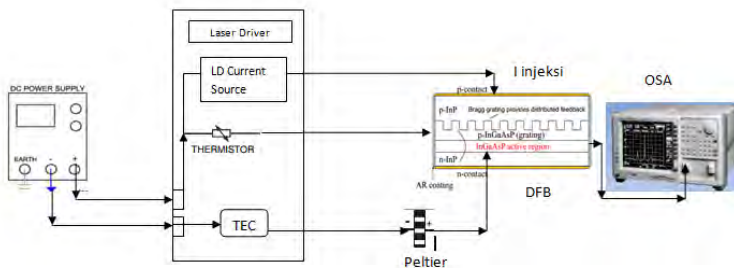 Laser Driver
DC POWER SUPPLY
EARTH
-
+
LD Current
Source
THERMISTOR
TEC
I injeksi
p-contact
p-InP
Bragg grating provides distributed feedback
p-InGaAsP (grating)
InGaAsP active region
n-InP
n-contact
AR coating
DFB
- +
Peltier
OSA